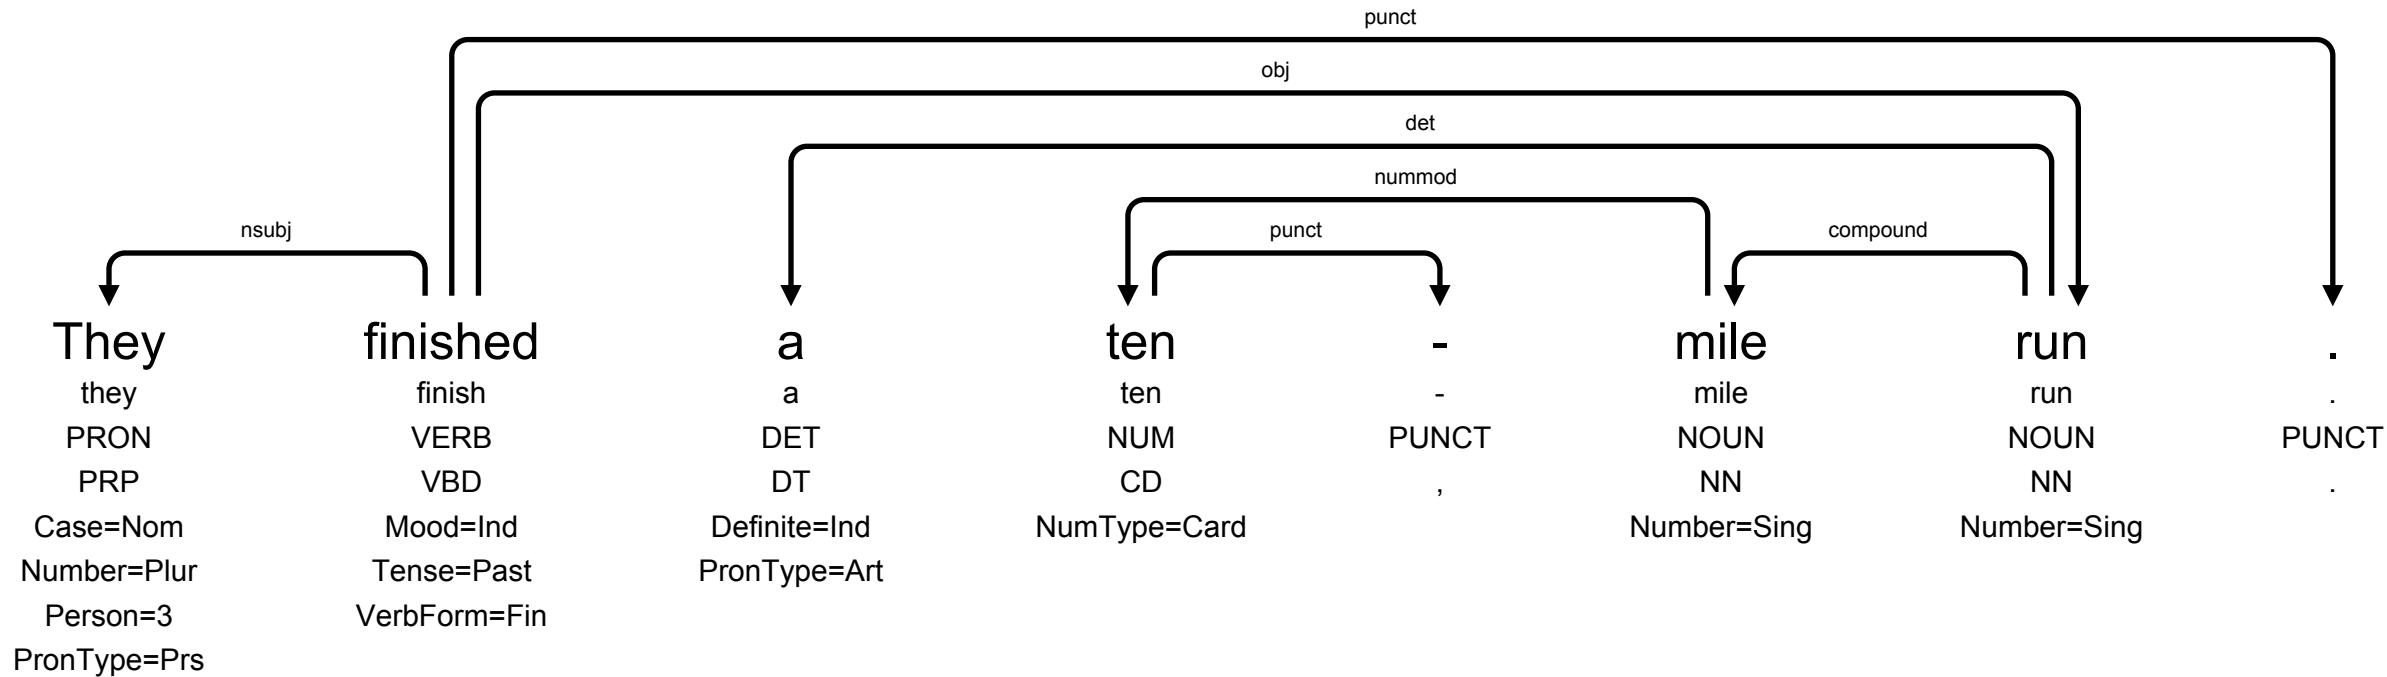 punct
obj
det
nummod
nsubj punct compound
They finished a ten - mile run .
they finish a ten - mile run .
PRON VERB DET NUM PUNCT NOUN NOUN PUNCT
PRP VBD DT CD , NN NN .
Case=Nom Mood=Ind Definite=Ind NumType=Card Number=Sing Number=Sing
Number=Plur Tense=Past PronType=Art
Person=3 VerbForm=Fin
PronType=Prs